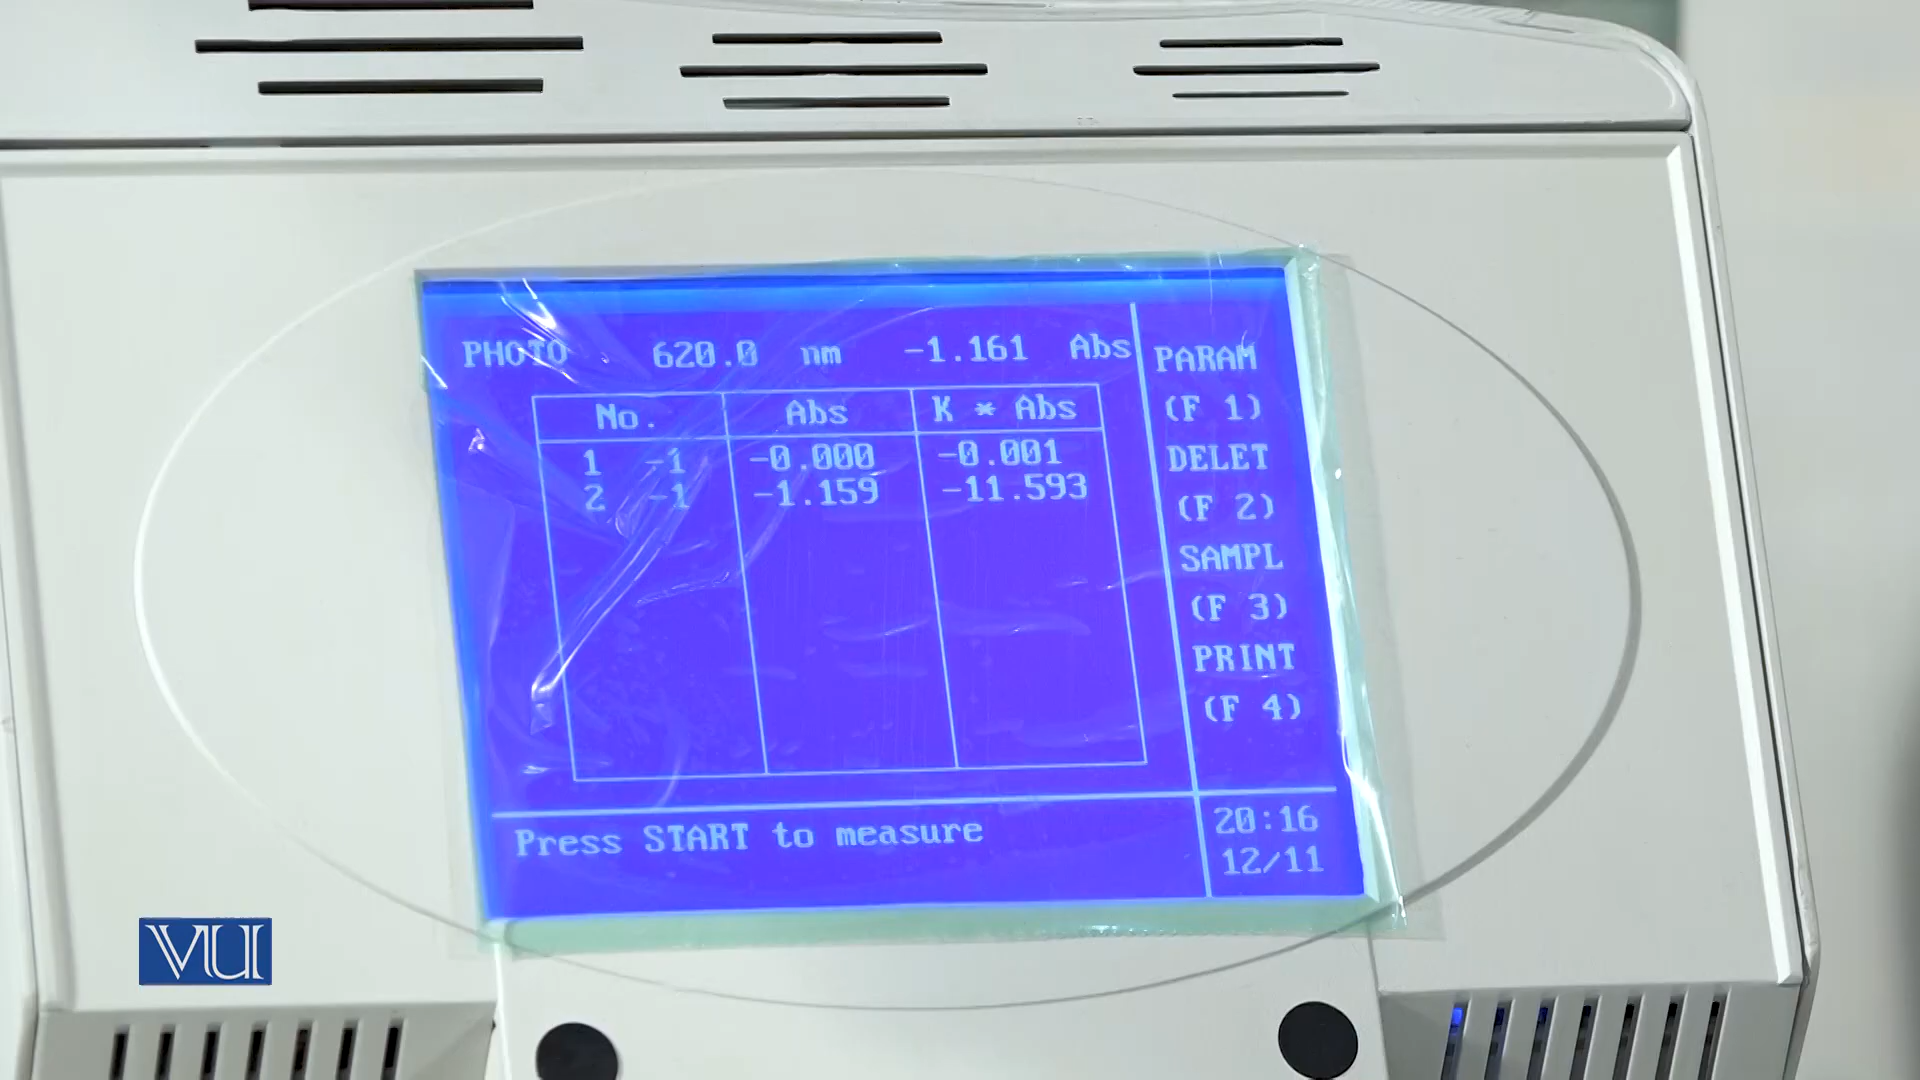 PHOTO 620.0 nm -1.161 Abs
No. Abs K * Abs
1 -1 -0.000 -0.001
2 -1 -1.159 -11.593
PARAM
(F 1)
DELET
(F 2)
SAMPL
(F 3)
PRINT
(F 4)
Press START to measure
20:16
12/11
VU